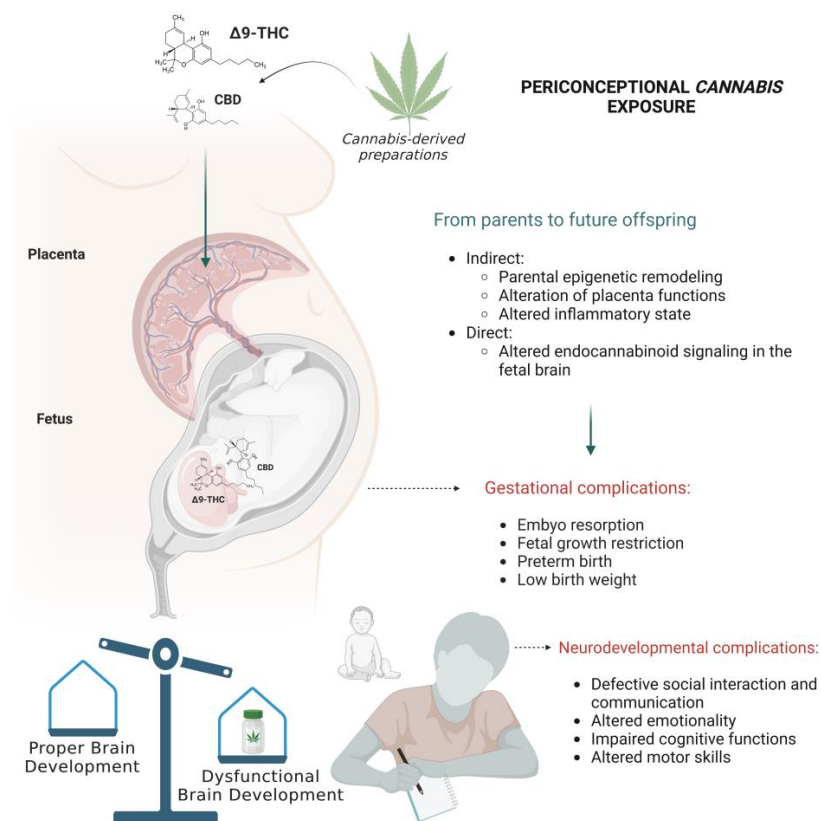 Δ9-THC
CBD
Cannabis-derived
preparations
PERICONCEPTIONAL CANNABIS
EXPOSURE
Placenta
Fetus
CBD
Δ9-THC
From parents to future offspring
• Indirect:
○ Parental epigenetic remodeling
○ Alteration of placenta functions
○ Altered inflammatory state
• Direct:
○ Altered endocannabinoid signaling in the
fetal brain
Gestational complications:
• Embyo resorption
• Fetal growth restriction
• Preterm birth
• Low birth weight
Neurodevelopmental complications:
• Defective social interaction and
communication
• Altered emotionality
• Impaired cognitive functions
• Altered motor skills
Proper Brain
Development
Dysfunctional
Brain Development